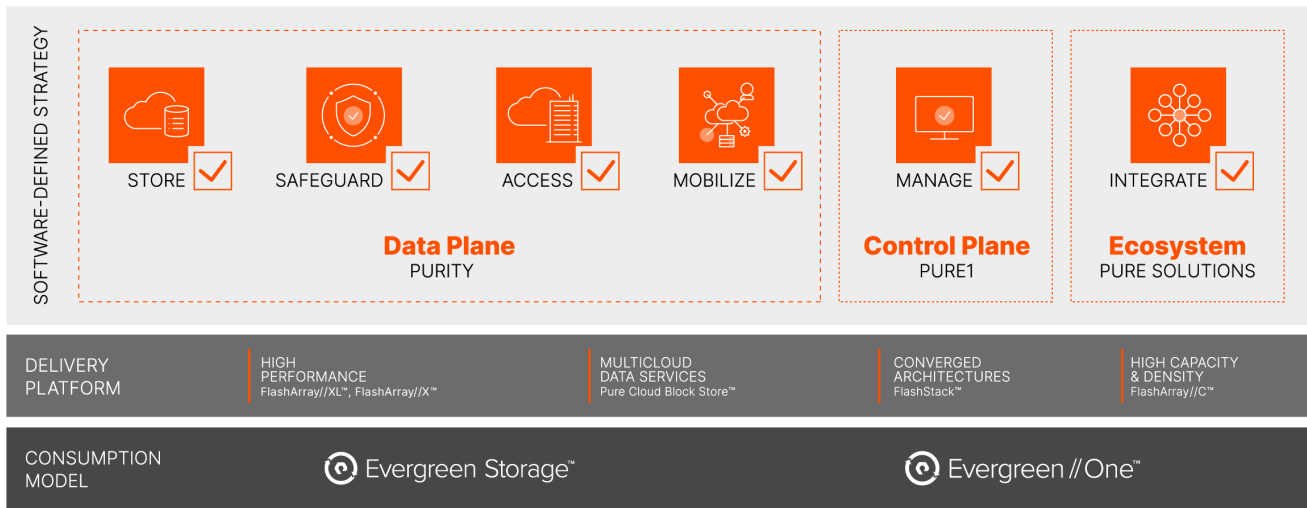 SOFTWARE-DEFINED STRATEGY
STORE
SAFEGUARD
ACCESS
MOBILIZE
Data Plane
PURITY
MANAGE
Control Plane
PURE1
INTEGRATE
Ecosystem
PURE SOLUTIONS
DELIVERY
PLATFORM
HIGH
PERFORMANCE
FlashArray//XL™, FlashArray//X™
MULTICLOUD
DATA SERVICES
Pure Cloud Block Store™
CONVERGED
ARCHITECTURES
FlashStack™
HIGH CAPACITY
& DENSITY
FlashArray//C™
CONSUMPTION
MODEL
Evergreen Storage™
Evergreen//One™